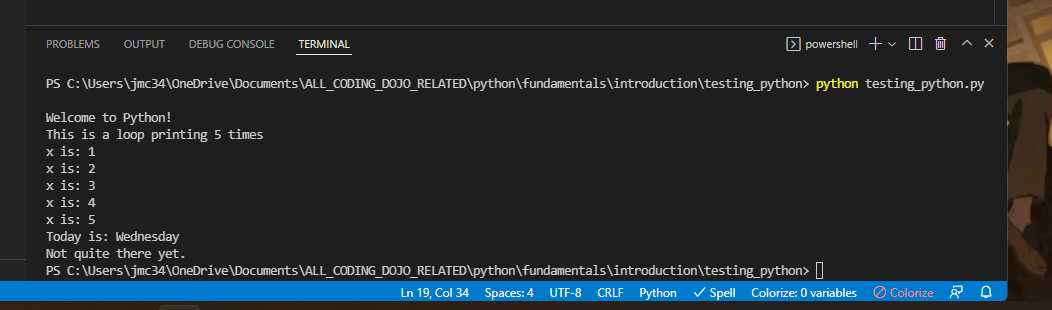 PROBLEMS OUTPUT DEBUG CONSOLE TERMINAL powershell
PS C:\Users\jmc34\OneDrive\Documents\ALL_CODING_DOJO_RELATED\python\fundamentals\introduction\testing_python> python testing_python.py
Welcome to Python!
This is a loop printing 5 times
x is: 1
x is: 2
x is: 3
x is: 4
x is: 5
Today is: Wednesday
Not quite there yet.
PS C:\Users\jmc34\OneDrive\Documents\ALL_CODING_DOJO_RELATED\python\fundamentals\introduction\testing_python>
Ln 19, Col 34 Spaces: 4 UTF-8 CRLF Python Spell Colorize: 0 variables Colorize